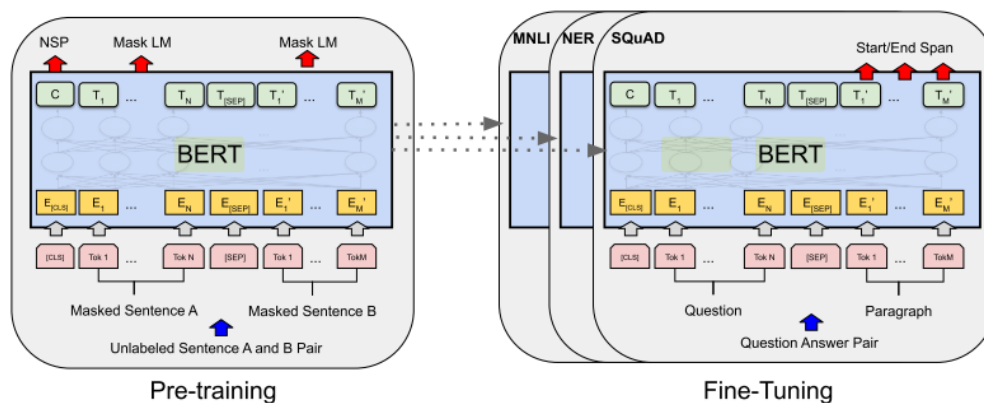 NSP Mask LM Mask LM
C T1 ... TN T[SEP] T1' ... TM'
BERT
E[CLS] E1 ... EN E[SEP] E1' ... EM'
[CLS] Tok 1 ... Tok N [SEP] Tok 1 ... TokM
Masked Sentence A Masked Sentence B
Unlabeled Sentence A and B Pair
Pre-training
MNLI NER SQuAD
Start/End Span
C T1 ... TN T[SEP] T1' ... TM'
BERT
E[CLS] E1 ... EN E[SEP] E1' ... EM'
[CLS] Tok 1 ... Tok N [SEP] Tok 1 ... TokM
Question Paragraph
Question Answer Pair
Fine-Tuning